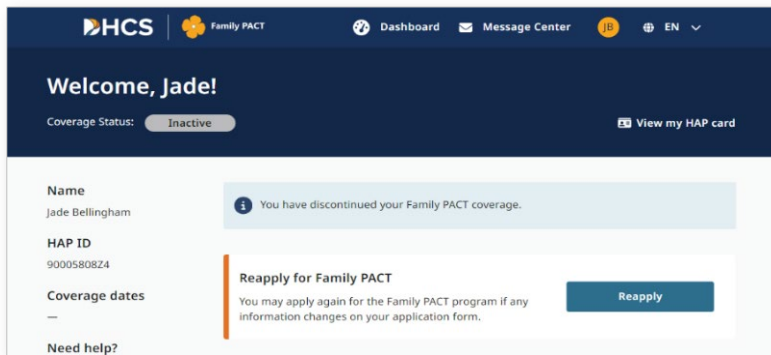 DHCS
Family PACT
Dashboard
Message Center
JB
EN
Welcome, Jade!
Coverage Status: Inactive
View my HAP card
Name
Jade Bellingham
HAP ID
90005808Z4
Coverage dates
—
Need help?
You have discontinued your Family PACT coverage.
Reapply for Family PACT
You may apply again for the Family PACT program if any
information changes on your application form.
Reapply